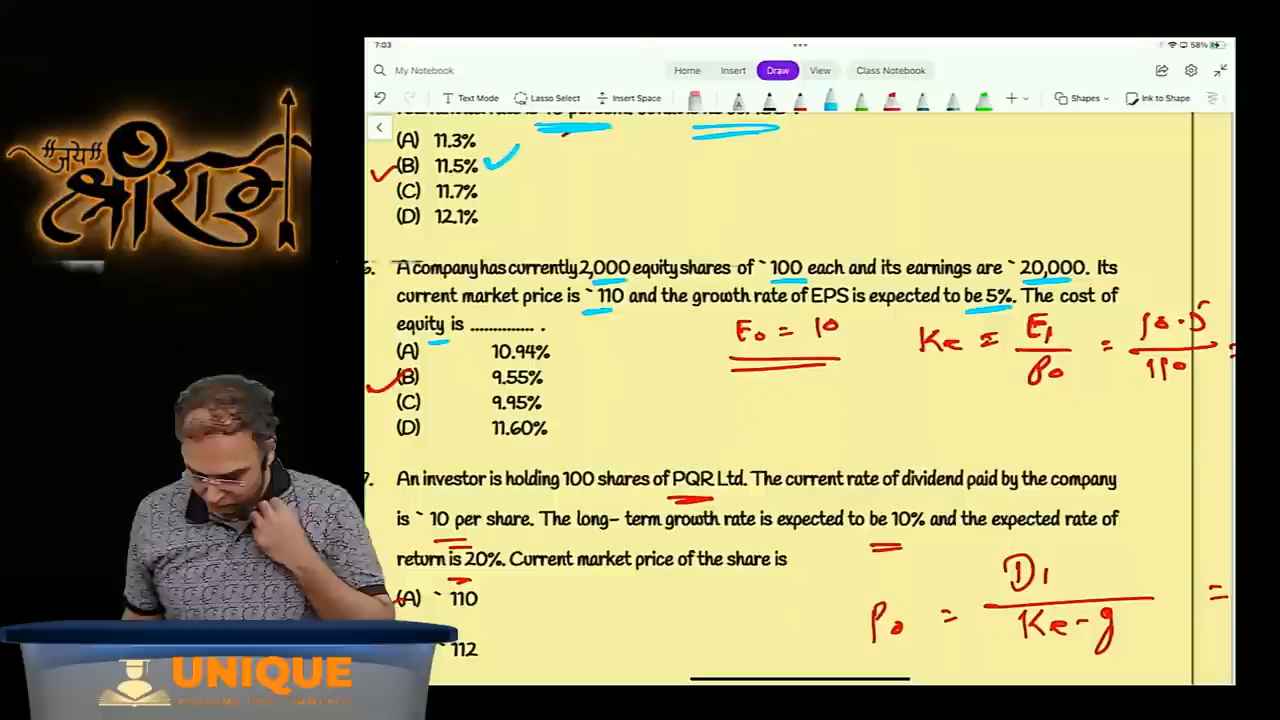 7:03
58%
My Notebook
Home Insert Draw View Class Notebook
Text Mode Lasso Select Insert Space Shapes Ink to Shape
(A) 11.3%
(B) 11.5%
(C) 11.7%
(D) 12.1%
6. A company has currently 2,000 equity shares of ` 100 each and its earnings are ` 20,000. Its
current market price is ` 110 and the growth rate of EPS is expected to be 5%. The cost of
equity is ............... .
E₀ = 10
Ke = E₁ / P₀ = 10.5 / 110 =
(A) 10.94%
(B) 9.55%
(C) 9.95%
(D) 11.60%
7. An investor is holding 100 shares of PQR Ltd. The current rate of dividend paid by the company
is ` 10 per share. The long- term growth rate is expected to be 10% and the expected rate of
return is 20%. Current market price of the share is
(A) ` 110
` 112
P₀ = D₁ / Ke - g =
"जय"
श्री राम
UNIQUE